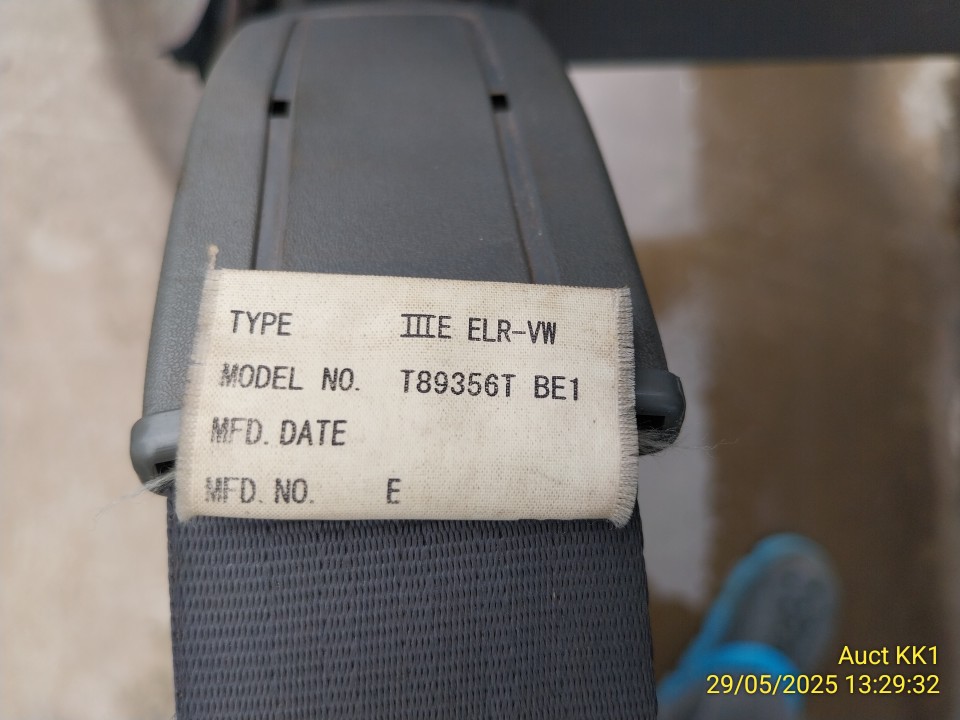 TYPE ⅢE ELR-VW
MODEL NO. T89356T BE1
MFD. DATE
MFD. NO. E
Auct KK1
29/05/2025 13:29:32